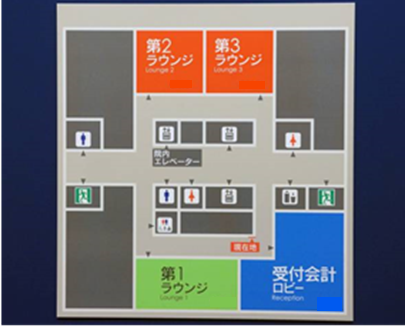 第2
ラウンジ
Lounge 2
第3
ラウンジ
Lounge 3
院内
エレベーター
現在地
第1
ラウンジ
Lounge 1
受付会計
ロビー
Reception